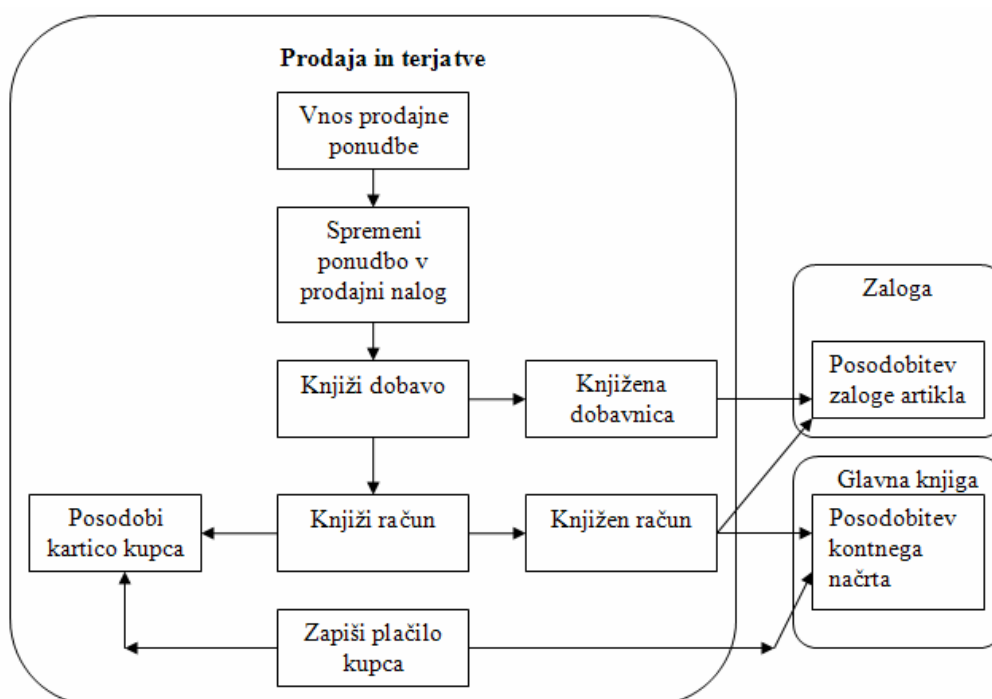 Prodaja in terjatve
Vnos prodajne
ponudbe
Spremeni
ponudbo v
prodajni nalog
Knjiži dobavo
Knjižena
dobavnica
Zaloga
Posodobitev
zaloge artikla
Posodobi
kartico kupca
Knjiži račun
Knjižen račun
Glavna knjiga
Posodobitev
kontnega
načrta
Zapiši plačilo
kupca